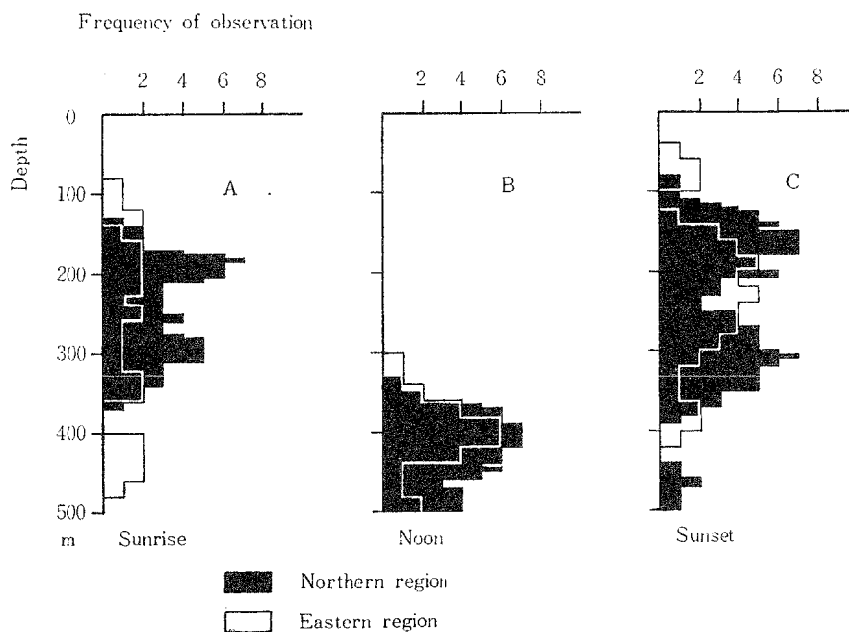 Frequency of observation
2 4 6 8
2 4 6 8
2 4 6 8
0
Depth
A
B
C
100
200
300
400
500
m
Sunrise
Noon
Sunset
Northern region
Eastern region